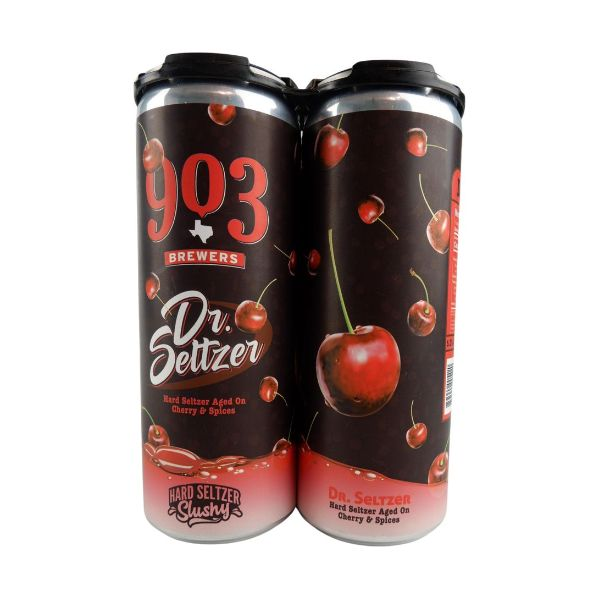 903
BREWERS
Dr.
Seltzer
Hard Seltzer Aged On
Cherry & Spices
HARD SELTZER
Slushy
DR. SELTZER
Hard Seltzer Aged On
Cherry & Spices